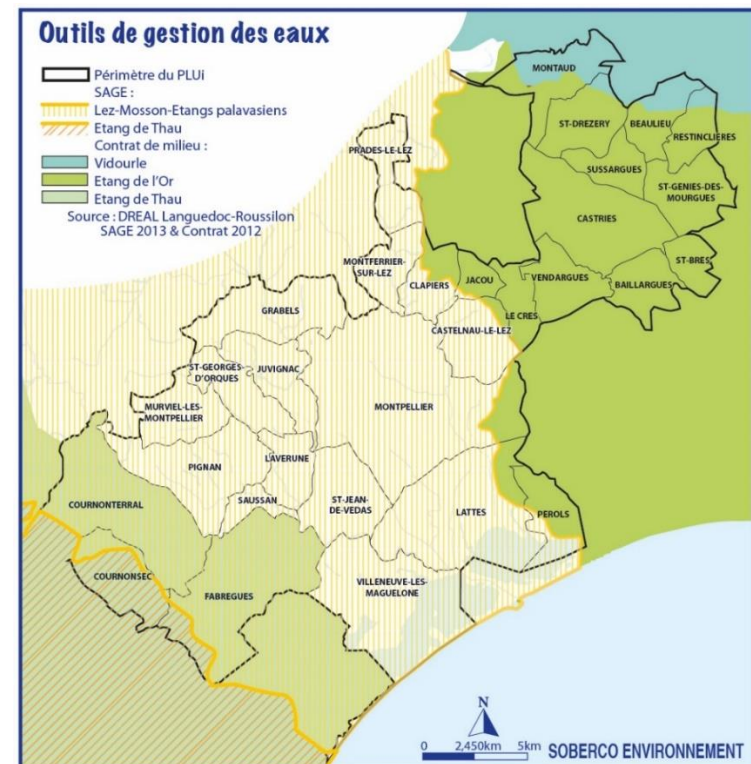 Outils de gestion des eaux
Périmètre du PLUi
SAGE :
Lez-Mosson-Etangs palavasiens
Etang de Thau
Contrat de milieu :
Vidourle
Etang de l'Or
Etang de Thau
Source : DREAL Languedoc-Roussilon
SAGE 2013 & Contrat 2012
MONTAUD
ST-DREZERY
BEAULIEU
RESTINCLIERES
PRADES-LE-LEZ
SUSSARGUES
ST-GENIES-DES-
MOURGUES
CASTRIES
MONTFERRIER-
SUR-LEZ
CLAPIERS
JACOU
VENDARGUES
ST-BRES
BAILLARGUES
LE CRES
GRABELS
CASTELNAU-LE-LEZ
ST-GEORGES-
D'ORQUES
JUVIGNAC
MURVIEL-LES-
MONTPELLIER
MONTPELLIER
PIGNAN
LAVERUNE
COURNONTERRAL
SAUSSAN
ST-JEAN-
DE-VEDAS
LATTES
PEROLS
COURNONSEC
FABREGUES
VILLENEUVE-LES-
MAGUELONE
N
0 2,450km 5km
SOBERCO ENVIRONNEMENT